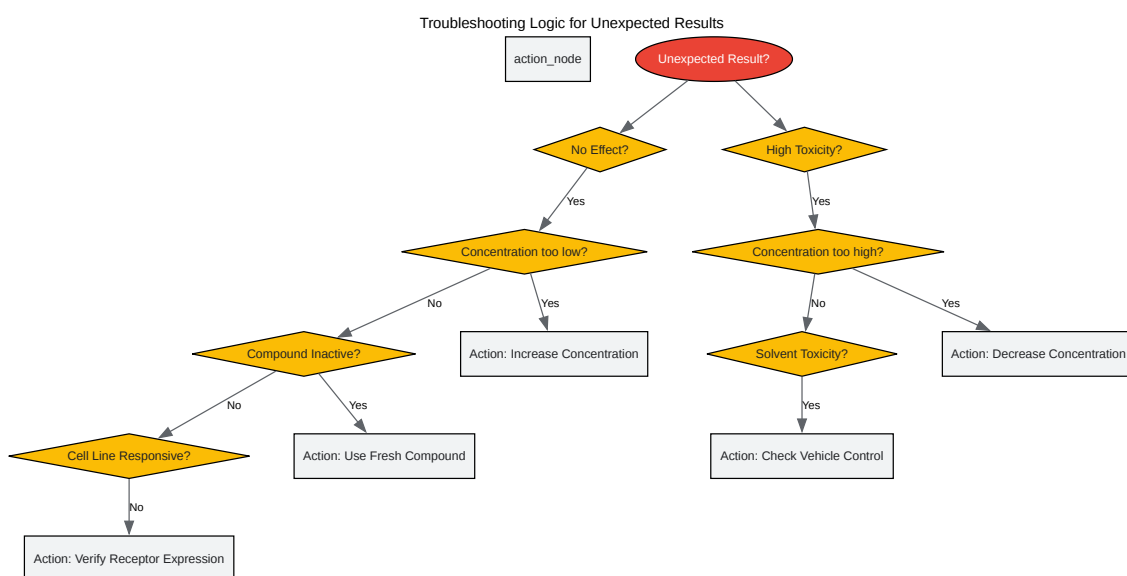 Troubleshooting Logic for Unexpected Results
action_node
Unexpected Result?
No Effect?
High Toxicity?
Yes
Yes
Concentration too low?
Concentration too high?
No
Yes
No
Yes
Compound Inactive?
Action: Increase Concentration
Solvent Toxicity?
Action: Decrease Concentration
No
Yes
Yes
Cell Line Responsive?
Action: Use Fresh Compound
Action: Check Vehicle Control
No
Action: Verify Receptor Expression